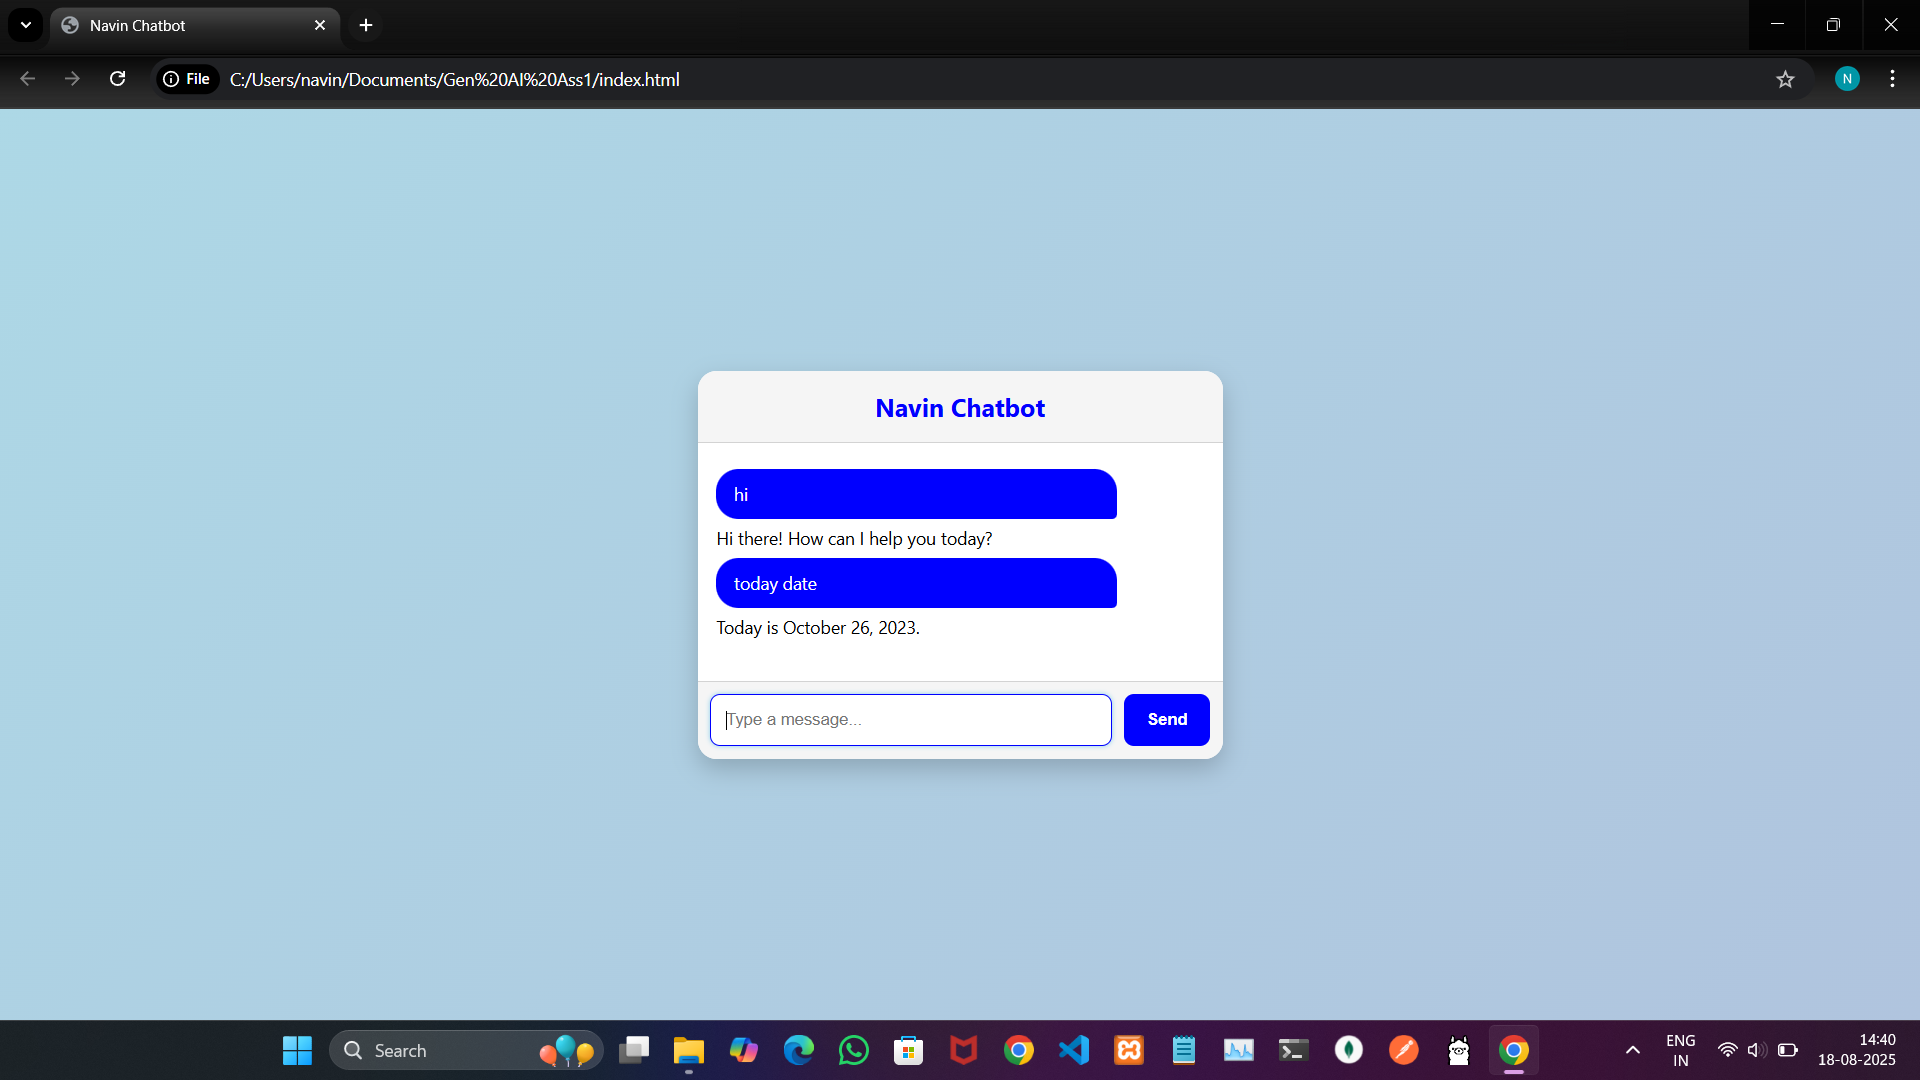 Navin Chatbot
File
C:/Users/navin/Documents/Gen%20AI%20Ass1/index.html
N
Navin Chatbot
hi
Hi there! How can I help you today?
today date
Today is October 26, 2023.
Type a message...
Send
Search
ENG
IN
14:40
18-08-2025